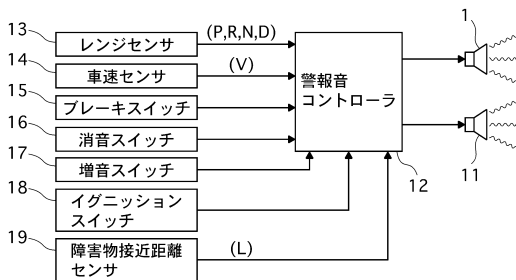 13
レンジセンサ
(P,R,N,D)
14
車速センサ
(V)
15
ブレーキスイッチ
16
消音スイッチ
17
増音スイッチ
18
イグニッション
スイッチ
19
障害物接近距離
センサ
(L)
警報音
コントローラ
12
1
11